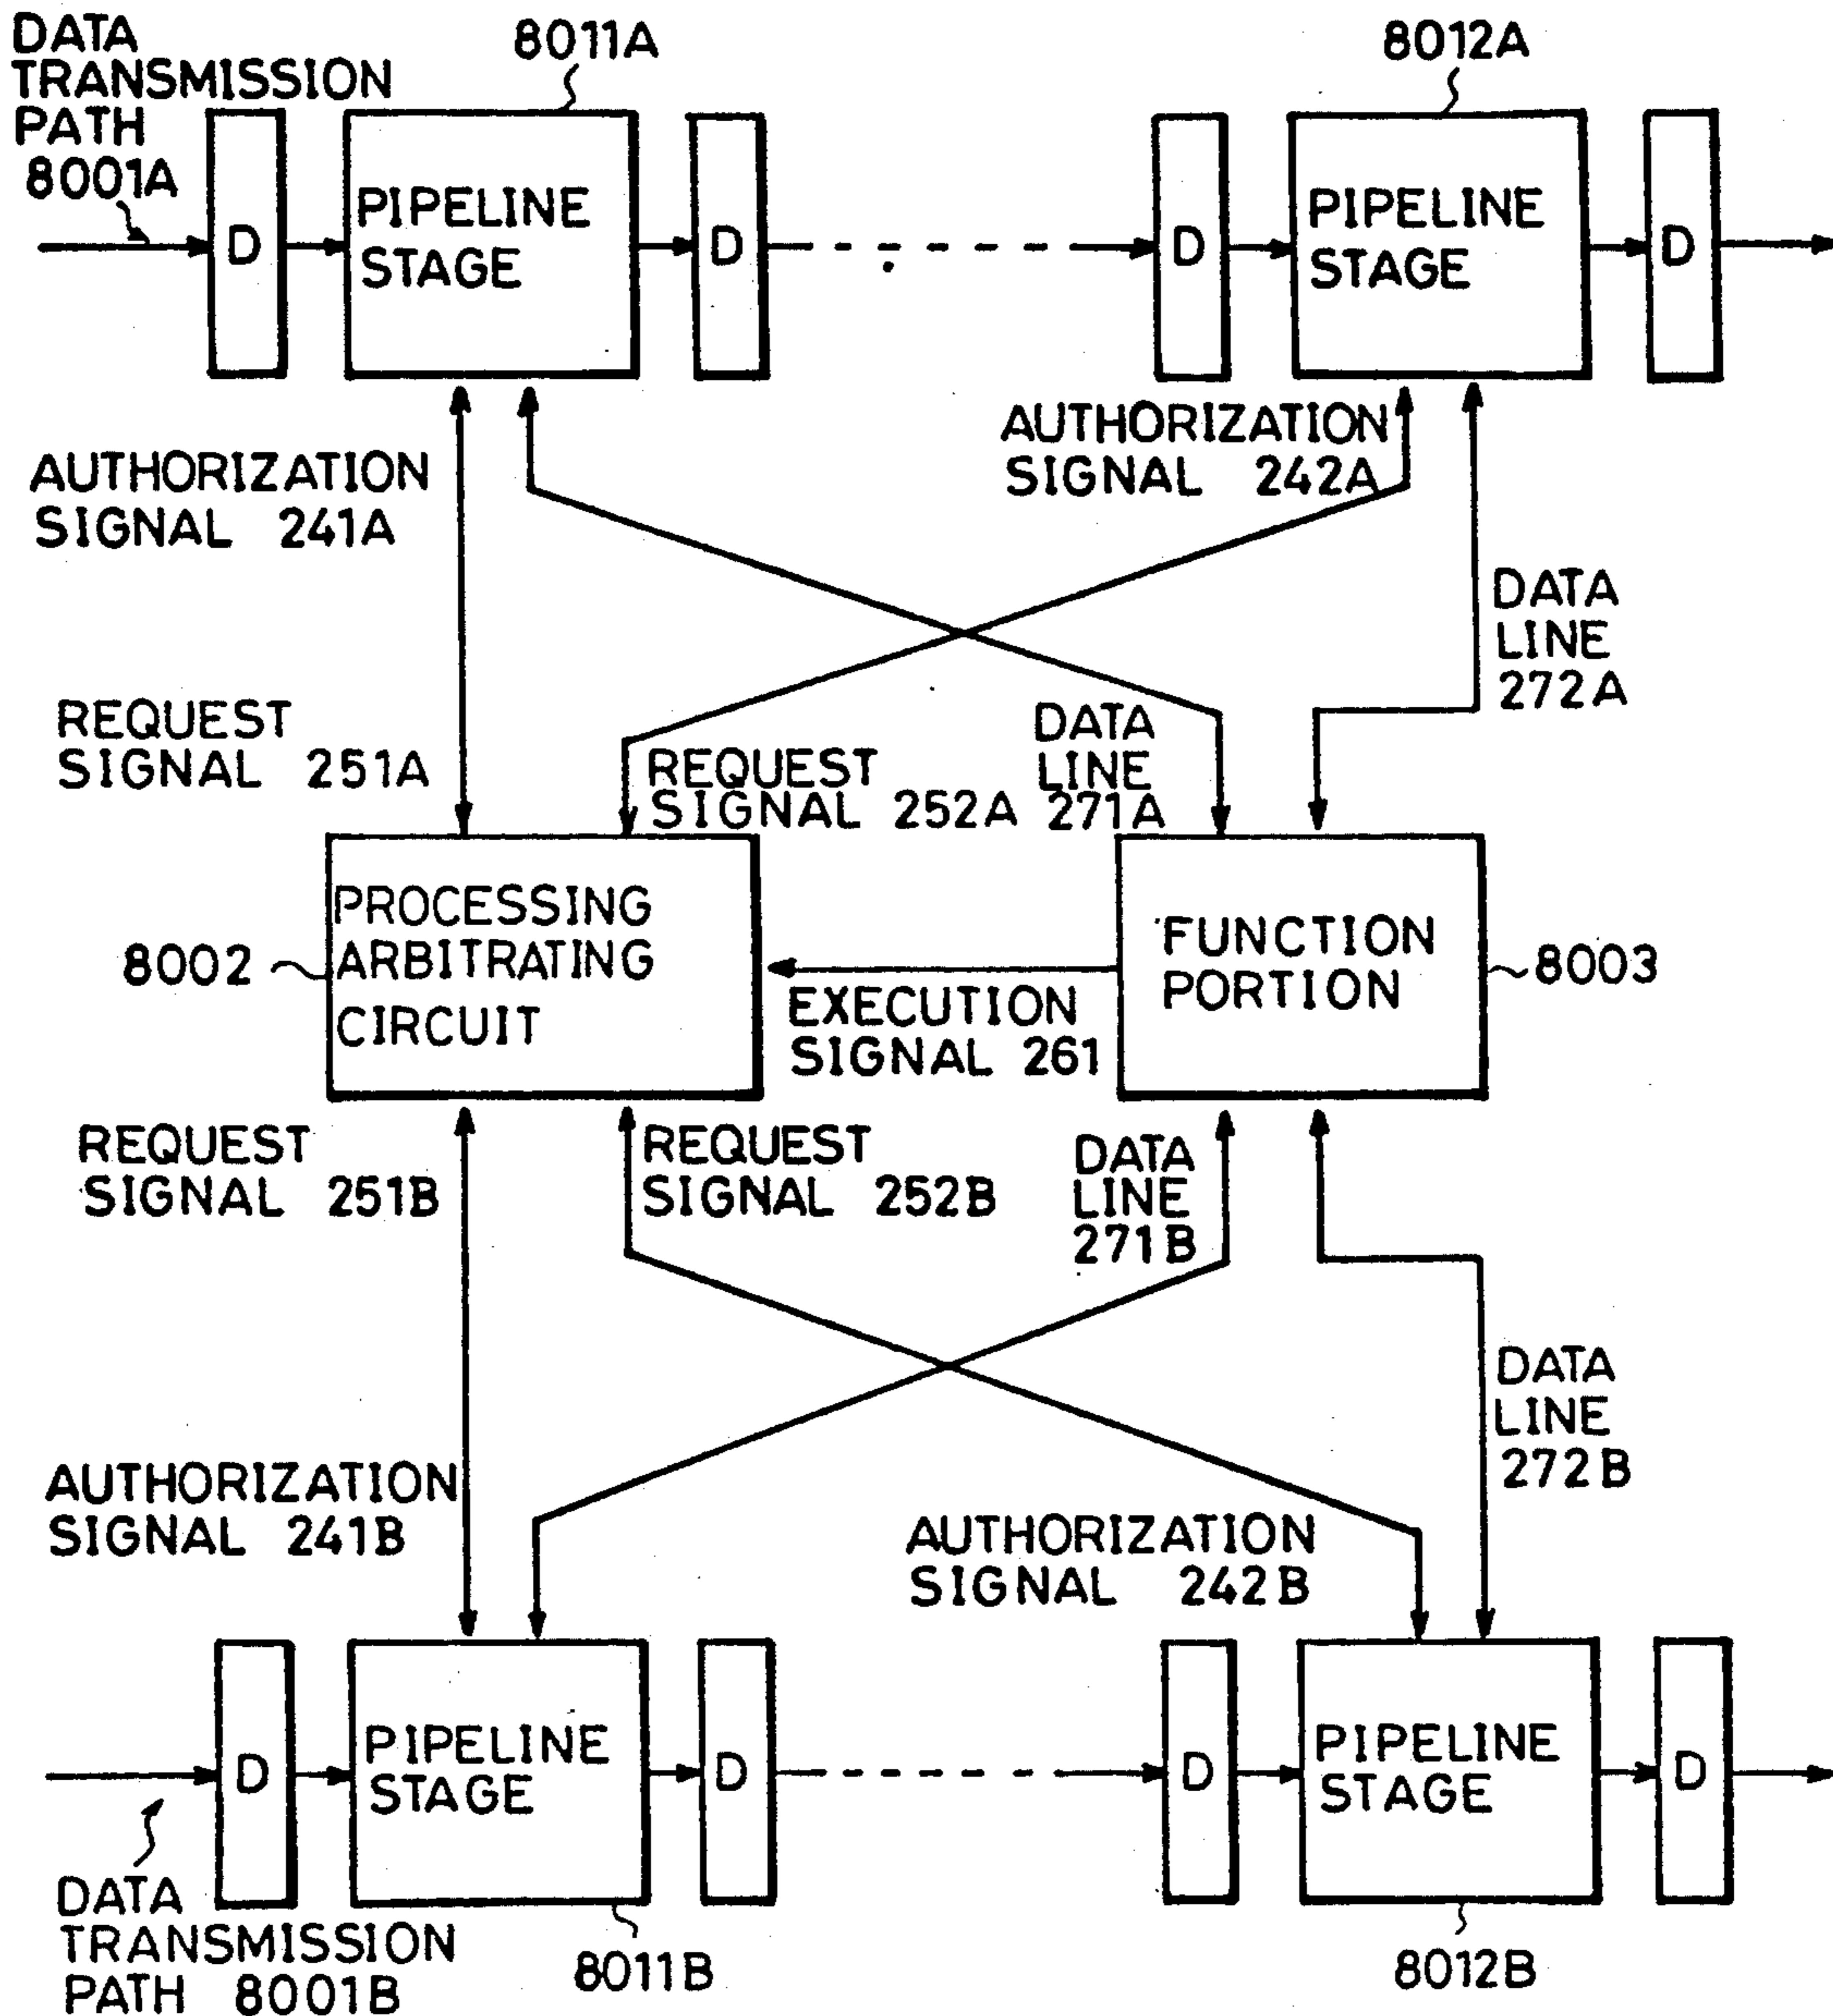 DATA
TRANSMISSION
PATH
8001A
8011A
8012A
D
PIPELINE
STAGE
D
D
PIPELINE
STAGE
D
AUTHORIZATION
SIGNAL 241A
AUTHORIZATION
SIGNAL 242A
DATA
LINE
272A
REQUEST
SIGNAL 251A
REQUEST
SIGNAL 252A
DATA
LINE
271A
PROCESSING
ARBITRATING
CIRCUIT
8002
FUNCTION
PORTION
8003
EXECUTION
SIGNAL 261
REQUEST
SIGNAL 251B
REQUEST
SIGNAL 252B
DATA
LINE
271B
DATA
LINE
272B
AUTHORIZATION
SIGNAL 241B
AUTHORIZATION
SIGNAL 242B
D
PIPELINE
STAGE
D
D
PIPELINE
STAGE
D
DATA
TRANSMISSION
PATH 8001B
8011B
8012B